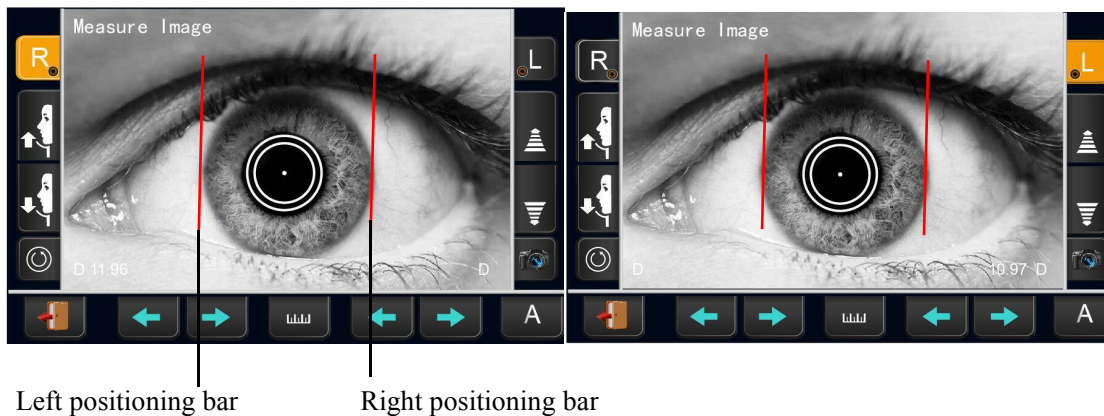 Measure Image
R
L
D 11.96
D
A
Measure Image
R
L
D
10.97 D
A
Left positioning bar
Right positioning bar